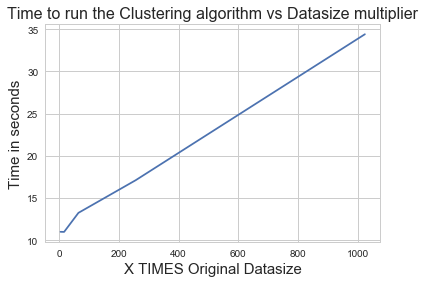 Time to run the Clustering algorithm vs Datasize multiplier
35
30
25
20
15
10
Time in seconds
0 200 400 600 800 1000
X TIMES Original Datasize